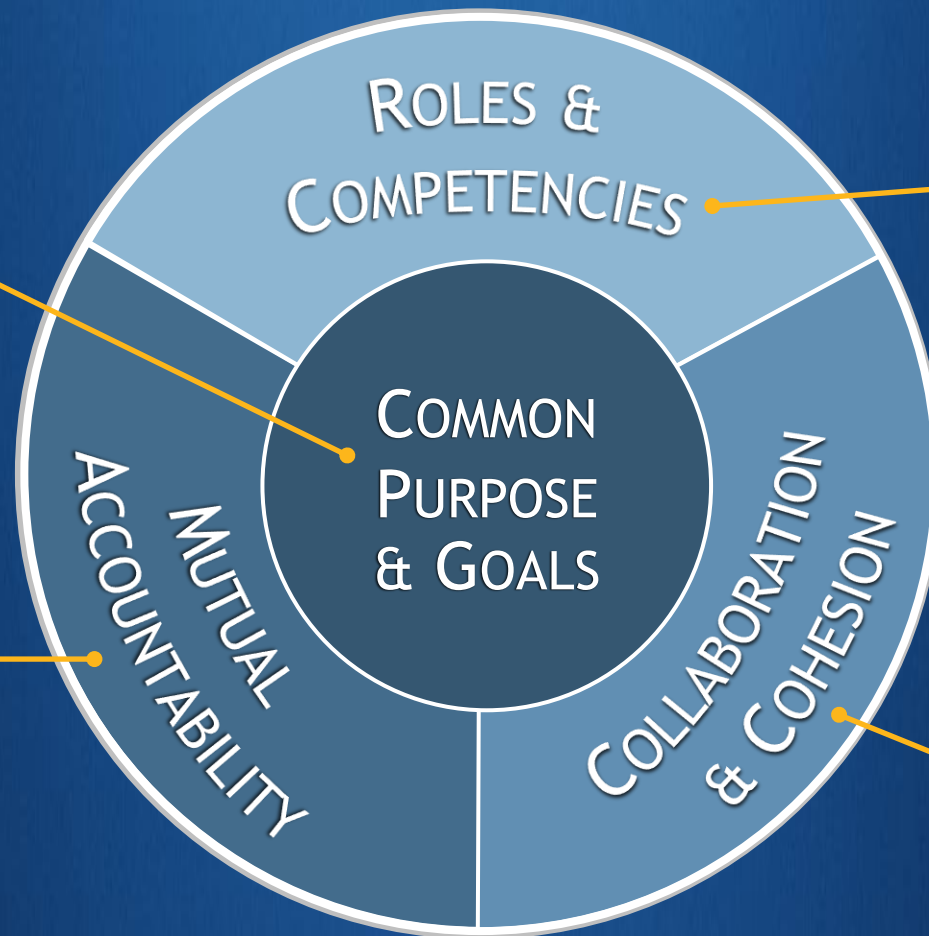 ROLES &
COMPETENCIES
COMMON
PURPOSE
& GOALS
MUTUAL
ACCOUNTABILITY
COLLABORATION
& COHESION